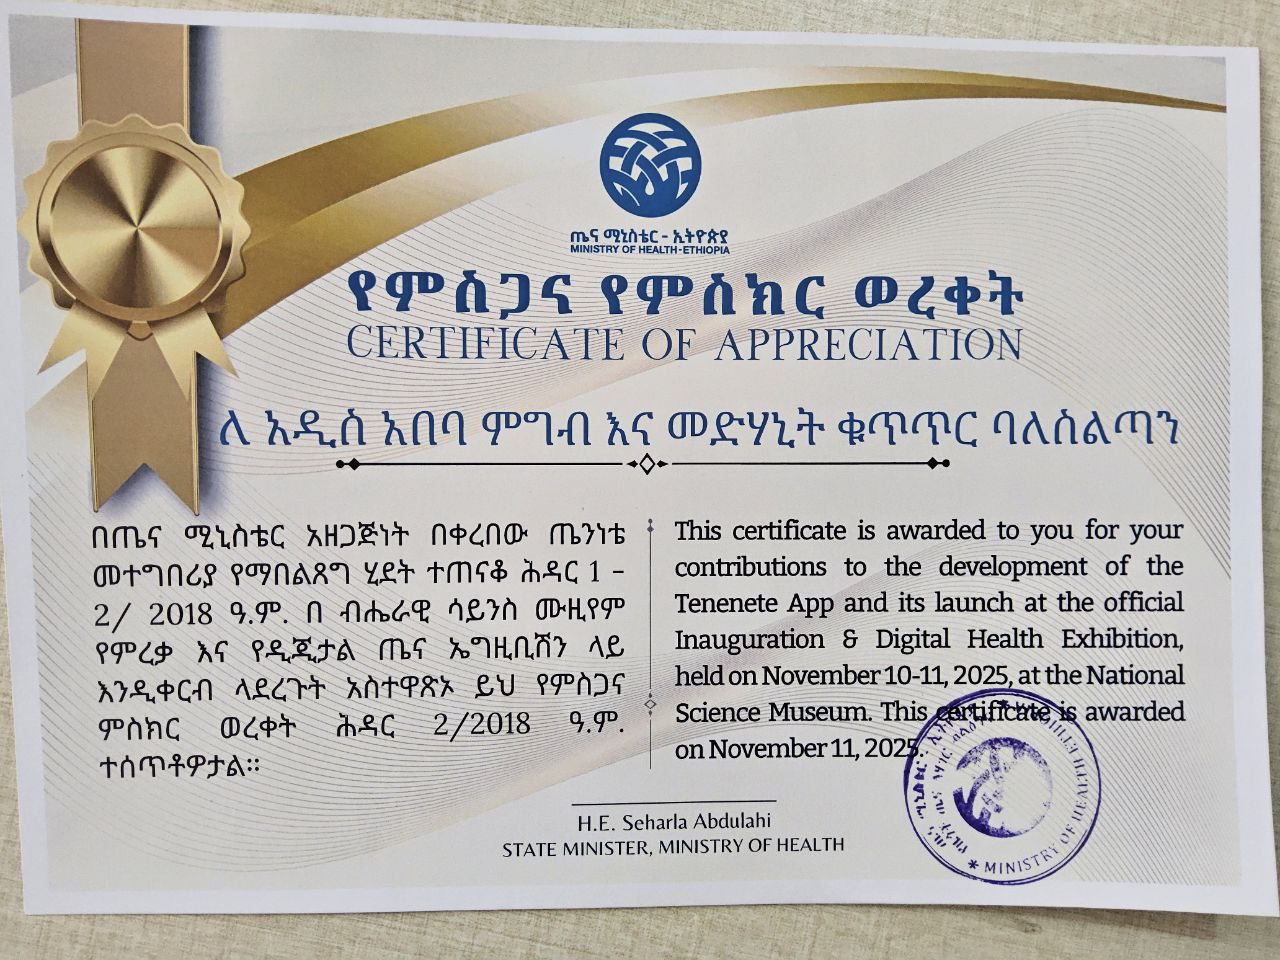 ጤና ሚኒስቴር - ኢትዮጵያ
MINISTRY OF HEALTH-ETHIOPIA
የምስጋና የምስክር ወረቀት
CERTIFICATE OF APPRECIATION
ለ አዲስ አበባ ምግብ እና መድሃኒት ቁጥጥር ባለስልጣን
በጤና ሚኒስቴር አዘጋጅነት በቀረበው ጤንነቴ
መተግበሪያ የማበልጸግ ሂደት ተጠናቆ ሕዳር 1 -
2/ 2018 ዓ.ም. በ ብሔራዊ ሳይንስ ሙዚየም
የምረቃ እና የዲጂታል ጤና ኤግዚቢሽን ላይ
እንዲቀርብ ላደረጉት አስተዋጽኦ ይህ የምስጋና
ምስክር ወረቀት ሕዳር 2/2018 ዓ.ም.
ተሰጥቶዎታል።
This certificate is awarded to you for your
contributions to the development of the
Tenenete App and its launch at the official
Inauguration & Digital Health Exhibition,
held on November 10-11, 2025, at the National
Science Museum. This certificate is awarded
on November 11, 2025.
H.E. Seharla Abdulahi
STATE MINISTER, MINISTRY OF HEALTH
* MINISTRY OF HEALTH